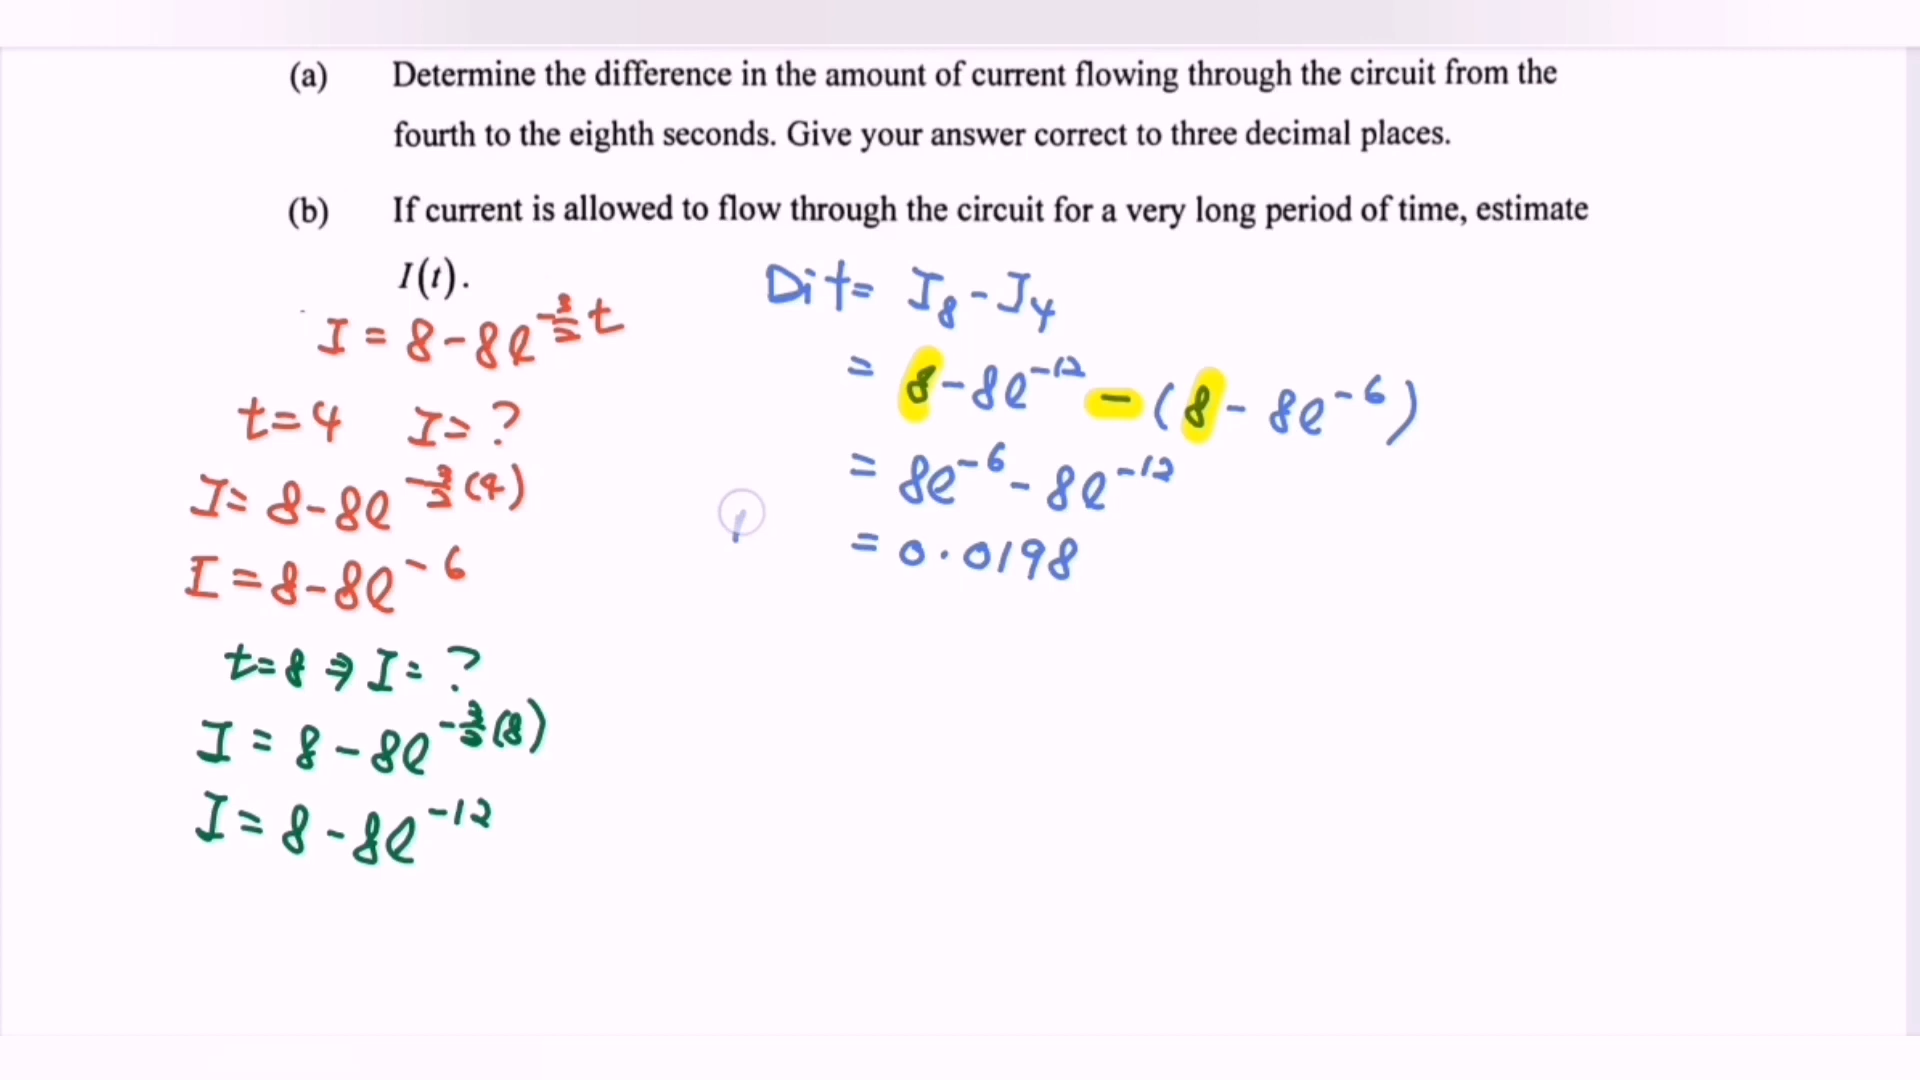 (a) Determine the difference in the amount of current flowing through the circuit from the
fourth to the eighth seconds. Give your answer correct to three decimal places.
(b) If current is allowed to flow through the circuit for a very long period of time, estimate
I(t).
I = 8 - 8e^{-3/2 t}
t = 4 I = ?
I = 8 - 8e^{-3/2 (4)}
I = 8 - 8e^{-6}
t = 8 ⇒ I = ?
I = 8 - 8e^{-3/2 (8)}
I = 8 - 8e^{-12}
Dit = I_8 - I_4
= 8 - 8e^{-12} - (8 - 8e^{-6})
= 8e^{-6} - 8e^{-12}
= 0.0198